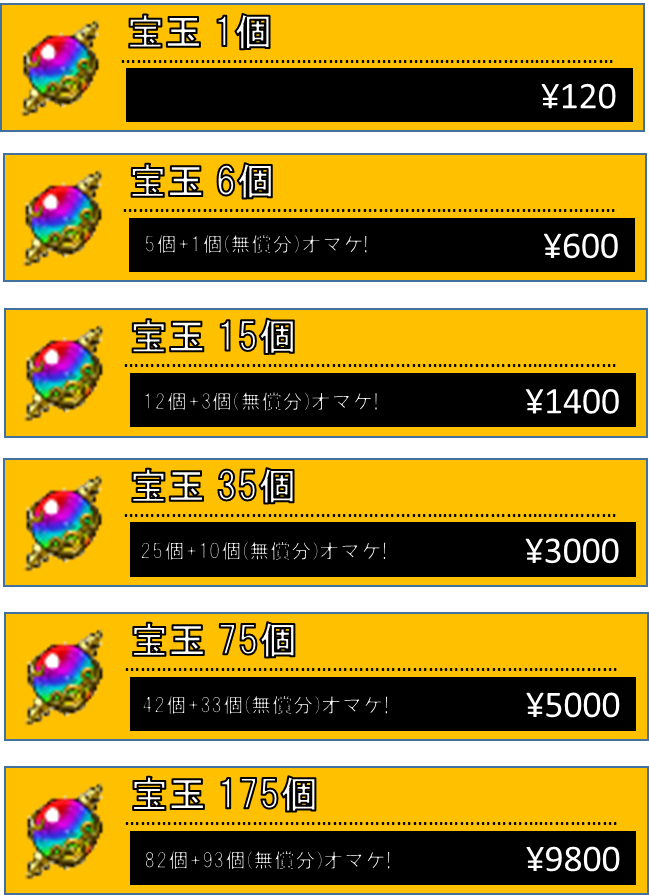 宝玉 1個
¥120
宝玉 6個
5個+1個(無償分)オマケ!
¥600
宝玉 15個
12個+3個(無償分)オマケ!
¥1400
宝玉 35個
25個+10個(無償分)オマケ!
¥3000
宝玉 75個
42個+33個(無償分)オマケ!
¥5000
宝玉 175個
82個+93個(無償分)オマケ!
¥9800